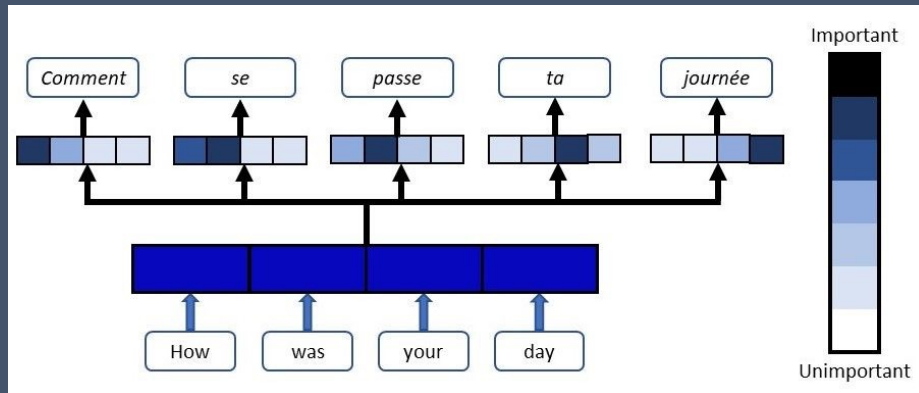 Important
Comment se passe ta journée
How was your day
Unimportant